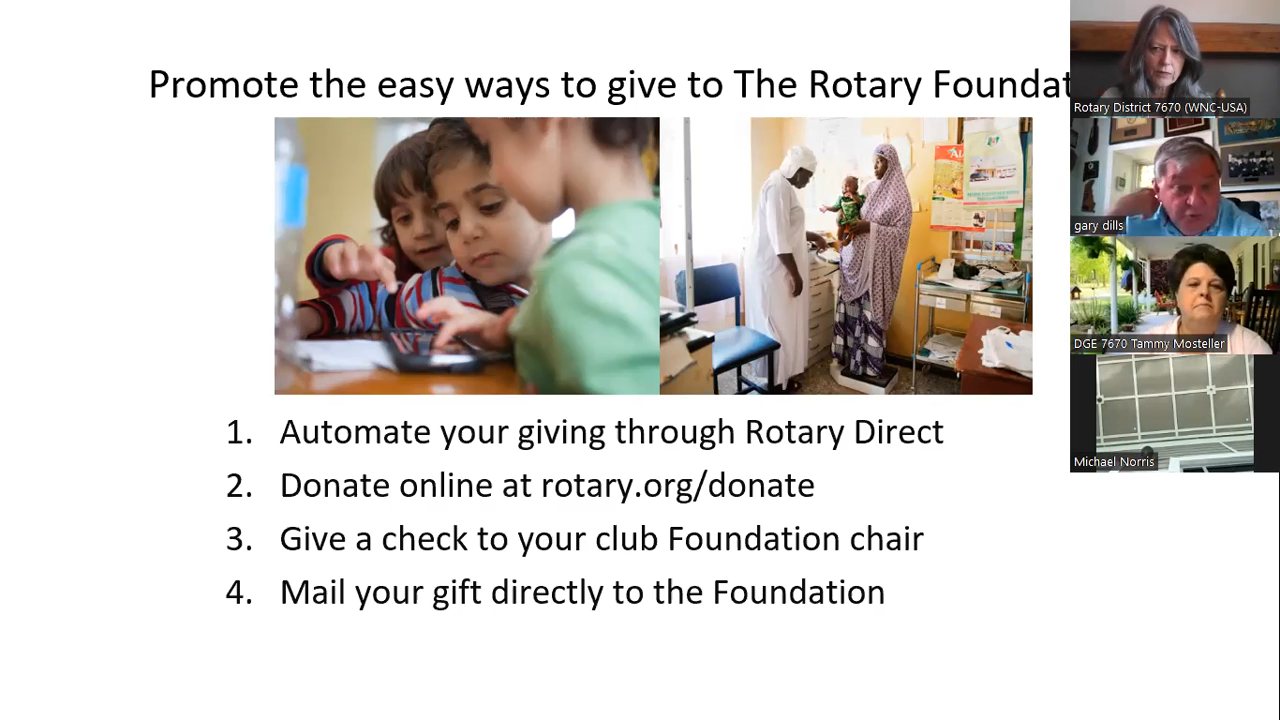 Promote the easy ways to give to The Rotary Foundat
Rotary District 7670 (WNC-USA)
gary dills
DGE 7670 Tammy Mosteller
Michael Norris
1. Automate your giving through Rotary Direct
2. Donate online at rotary.org/donate
3. Give a check to your club Foundation chair
4. Mail your gift directly to the Foundation